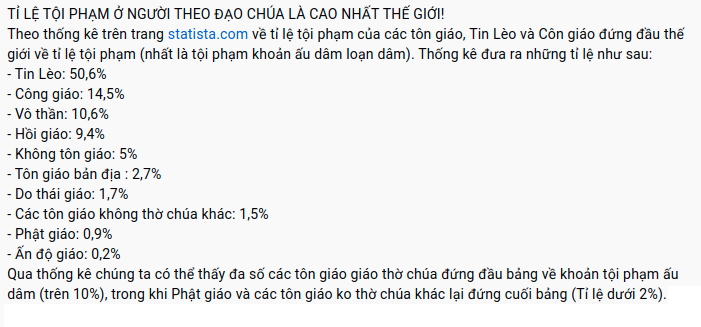 TỈ LỆ TỘI PHẠM Ở NGƯỜI THEO ĐẠO CHÚA LÀ CAO NHẤT THẾ GIỚI!
Theo thống kê trên trang statista.com về tỉ lệ tội phạm của các tôn giáo, Tin Lèo và Côn giáo đứng đầu thế
giới về tỉ lệ tội phạm (nhất là tội phạm khoản ấu dâm loạn dâm). Thống kê đưa ra những tỉ lệ như sau:
- Tin Lèo: 50,6%
- Công giáo: 14,5%
- Vô thần: 10,6%
- Hồi giáo: 9,4%
- Không tôn giáo: 5%
- Tôn giáo bản địa : 2,7%
- Do thái giáo: 1,7%
- Các tôn giáo không thờ chúa khác: 1,5%
- Phật giáo: 0,9%
- Ấn độ giáo: 0,2%
Qua thống kê chúng ta có thể thấy đa số các tôn giáo giáo thờ chúa đứng đầu bảng về khoản tội phạm ấu
dâm (trên 10%), trong khi Phật giáo và các tôn giáo ko thờ chúa khác lại đứng cuối bảng (Tỉ lệ dưới 2%).